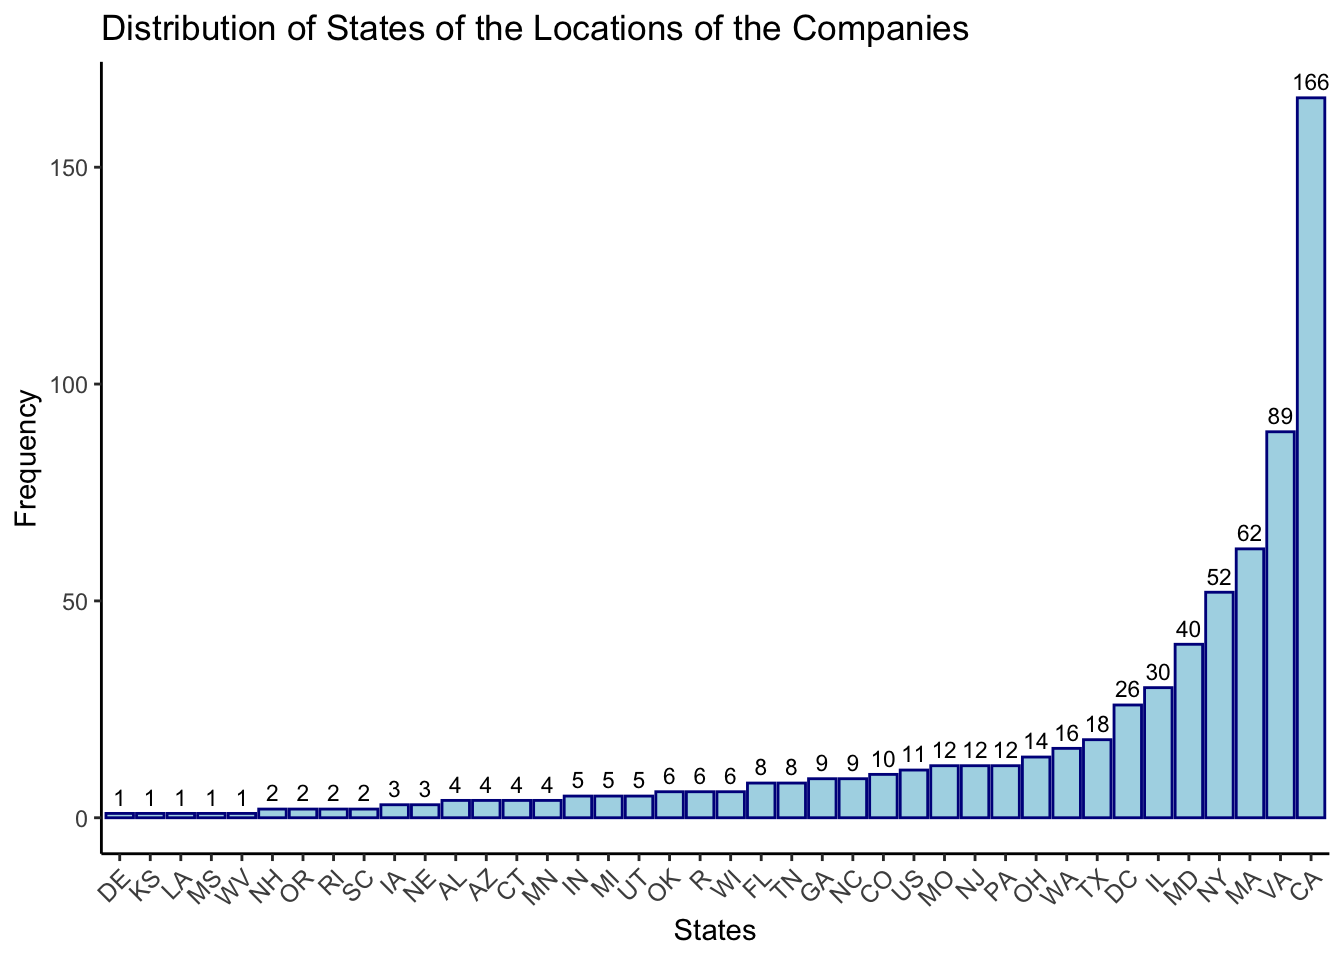 Distribution of States of the Locations of the Companies
Frequency
150
100
50
0
1 1 1 1 1 2 2 2 2 3 3 4 4 4 4 5 5 5 6 6 6 8 8 9 9 10 11 12 12 12 14 16 18 26 30 40 52 62 89 166
DE KS LA MS WV NH OR RI SC IA NE AL AZ CT MN IN MI UT OK R WI FL TN GA NC CO US MO NJ PA OH WA TX DC IL MD NY MA VA CA
States